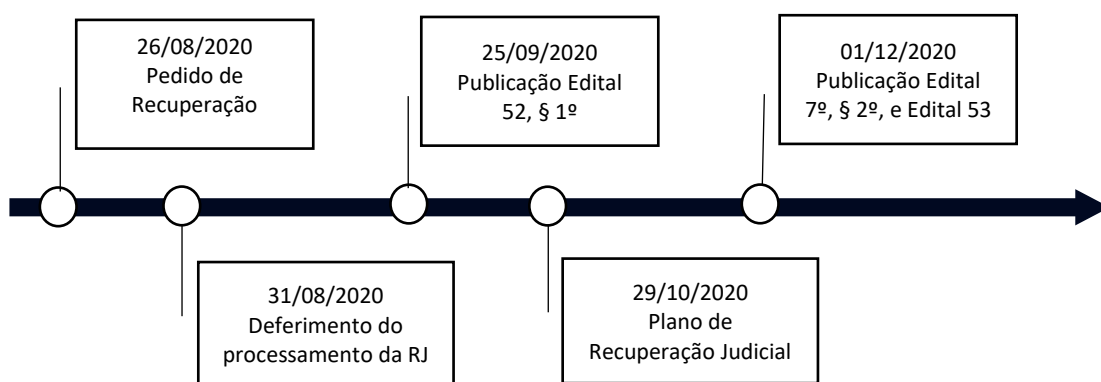 26/08/2020
Pedido de
Recuperação
25/09/2020
Publicação Edital
52, § 1º
01/12/2020
Publicação Edital
7º, § 2º, e Edital 53
31/08/2020
Deferimento do
processamento da RJ
29/10/2020
Plano de
Recuperação Judicial